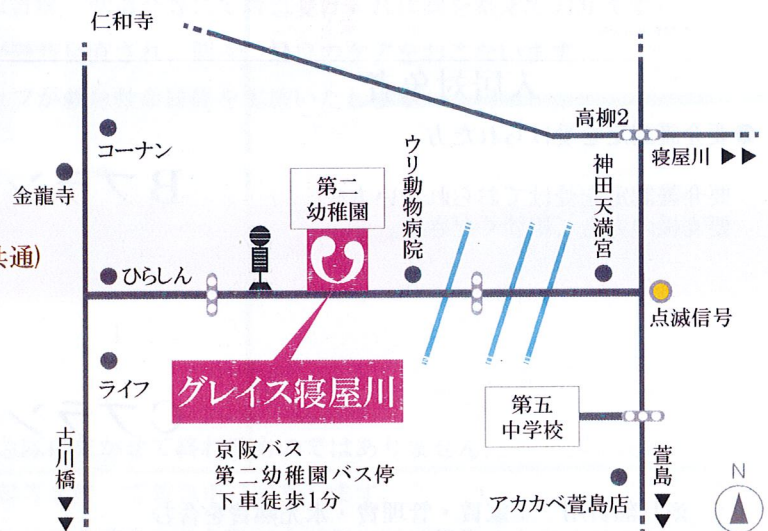 仁和寺
高柳2
寝屋川 ▶▶
コーナン
金龍寺
第二
幼稚園
ウリ動物病院
神田天満宮
共通)
ひらしん
点滅信号
ライフ
グレイス寝屋川
第五
中学校
古川橋
京阪バス
第二幼稚園バス停
下車徒歩1分
アカカベ萱島店
萱島
N